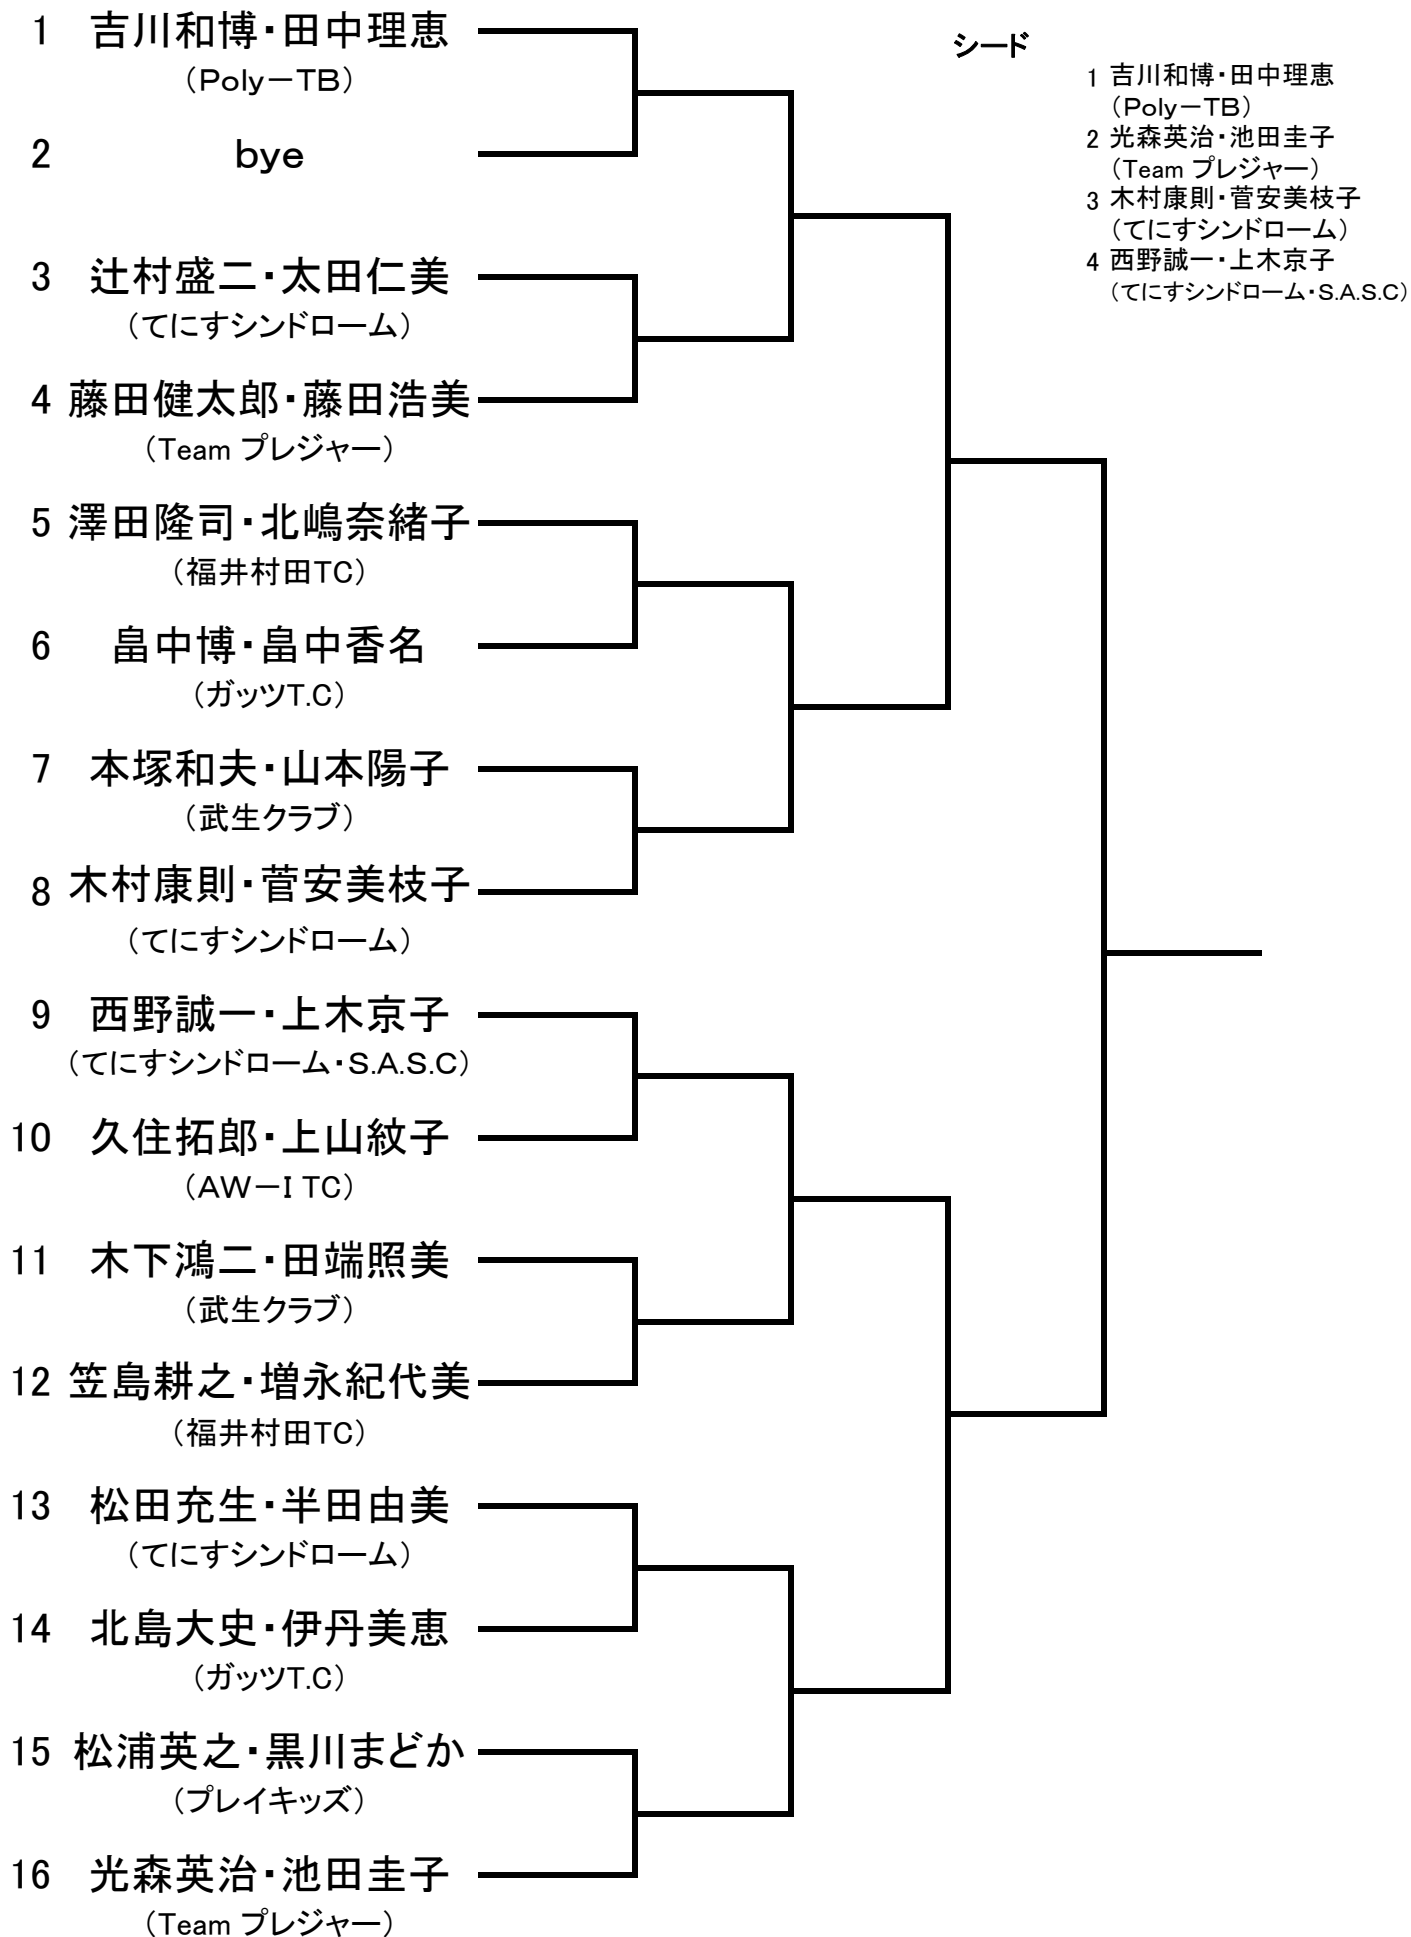 1 吉川和博・田中理恵
（Poly－TB）
2 bye
3 辻村盛二・太田仁美
（てにすシンドローム）
4 藤田健太郎・藤田浩美
（Team プレジャー）
5 澤田隆司・北嶋奈緒子
（福井村田TC）
6 畠中博・畠中香名
（ガッツT.C）
7 本塚和夫・山本陽子
（武生クラブ）
8 木村康則・菅安美枝子
（てにすシンドローム）
9 西野誠一・上木京子
（てにすシンドローム・S.A.S.C）
10 久住拓郎・上山紋子
（AW－I TC）
11 木下鴻二・田端照美
（武生クラブ）
12 笠島耕之・増永紀代美
（福井村田TC）
13 松田充生・半田由美
（てにすシンドローム）
14 北島大史・伊丹美恵
（ガッツT.C）
15 松浦英之・黒川まどか
（プレイキッズ）
16 光森英治・池田圭子
（Team プレジャー）
シード
1 吉川和博・田中理恵
（Poly－TB）
2 光森英治・池田圭子
（Team プレジャー）
3 木村康則・菅安美枝子
（てにすシンドローム）
4 西野誠一・上木京子
（てにすシンドローム・S.A.S.C）